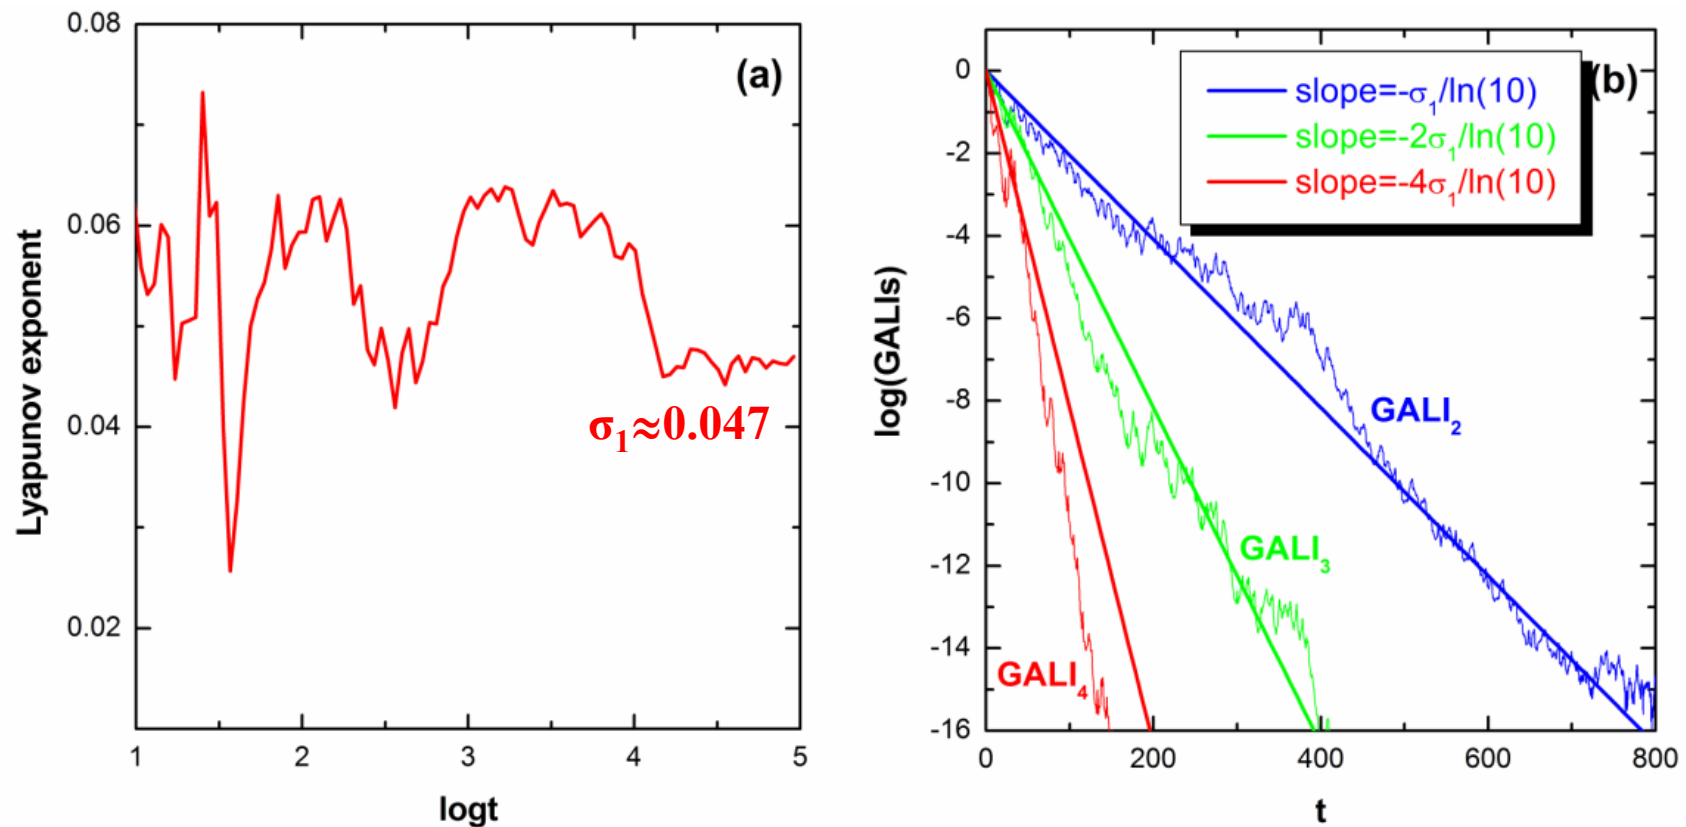 0.08
0.06
0.04
0.02
1
2
3
4
5
Lyapunov exponent
logt
(a)
σ₁≈0.047
0
-2
-4
-6
-8
-10
-12
-14
-16
0
200
400
600
800
log(GALIs)
t
(b)
slope=-σ₁/ln(10)
slope=-2σ₁/ln(10)
slope=-4σ₁/ln(10)
GALI₂
GALI₃
GALI₄